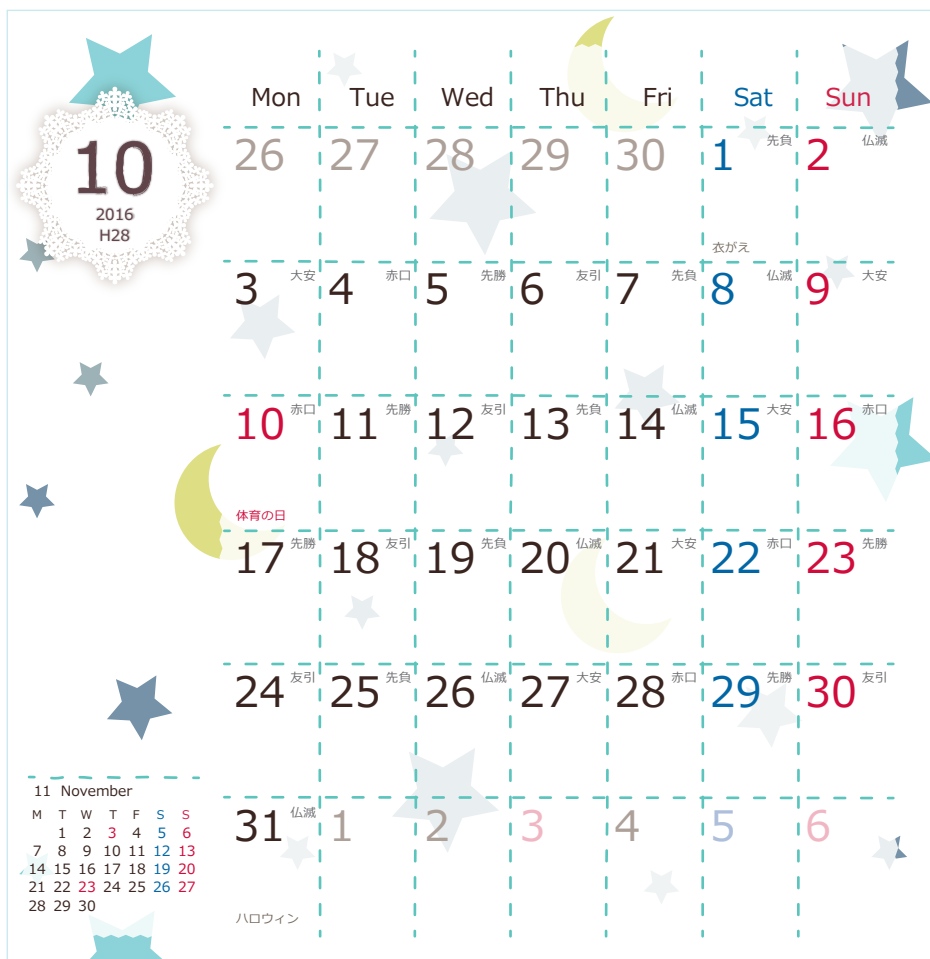 10
2016
H28
Mon Tue Wed Thu Fri Sat Sun
26 27 28 29 30 1 先負 2 仏滅
衣がえ
3 大安 4 赤口 5 先勝 6 友引 7 先負 8 仏滅 9 大安
10 赤口 11 先勝 12 友引 13 先負 14 仏滅 15 大安 16 赤口
体育の日
17 先勝 18 友引 19 先負 20 仏滅 21 大安 22 赤口 23 先勝
24 友引 25 先負 26 仏滅 27 大安 28 赤口 29 先勝 30 友引
31 仏滅 1 2 3 4 5 6
ハロウィン
11 November
M T W T F S S
1 2 3 4 5 6
7 8 9 10 11 12 13
14 15 16 17 18 19 20
21 22 23 24 25 26 27
28 29 30